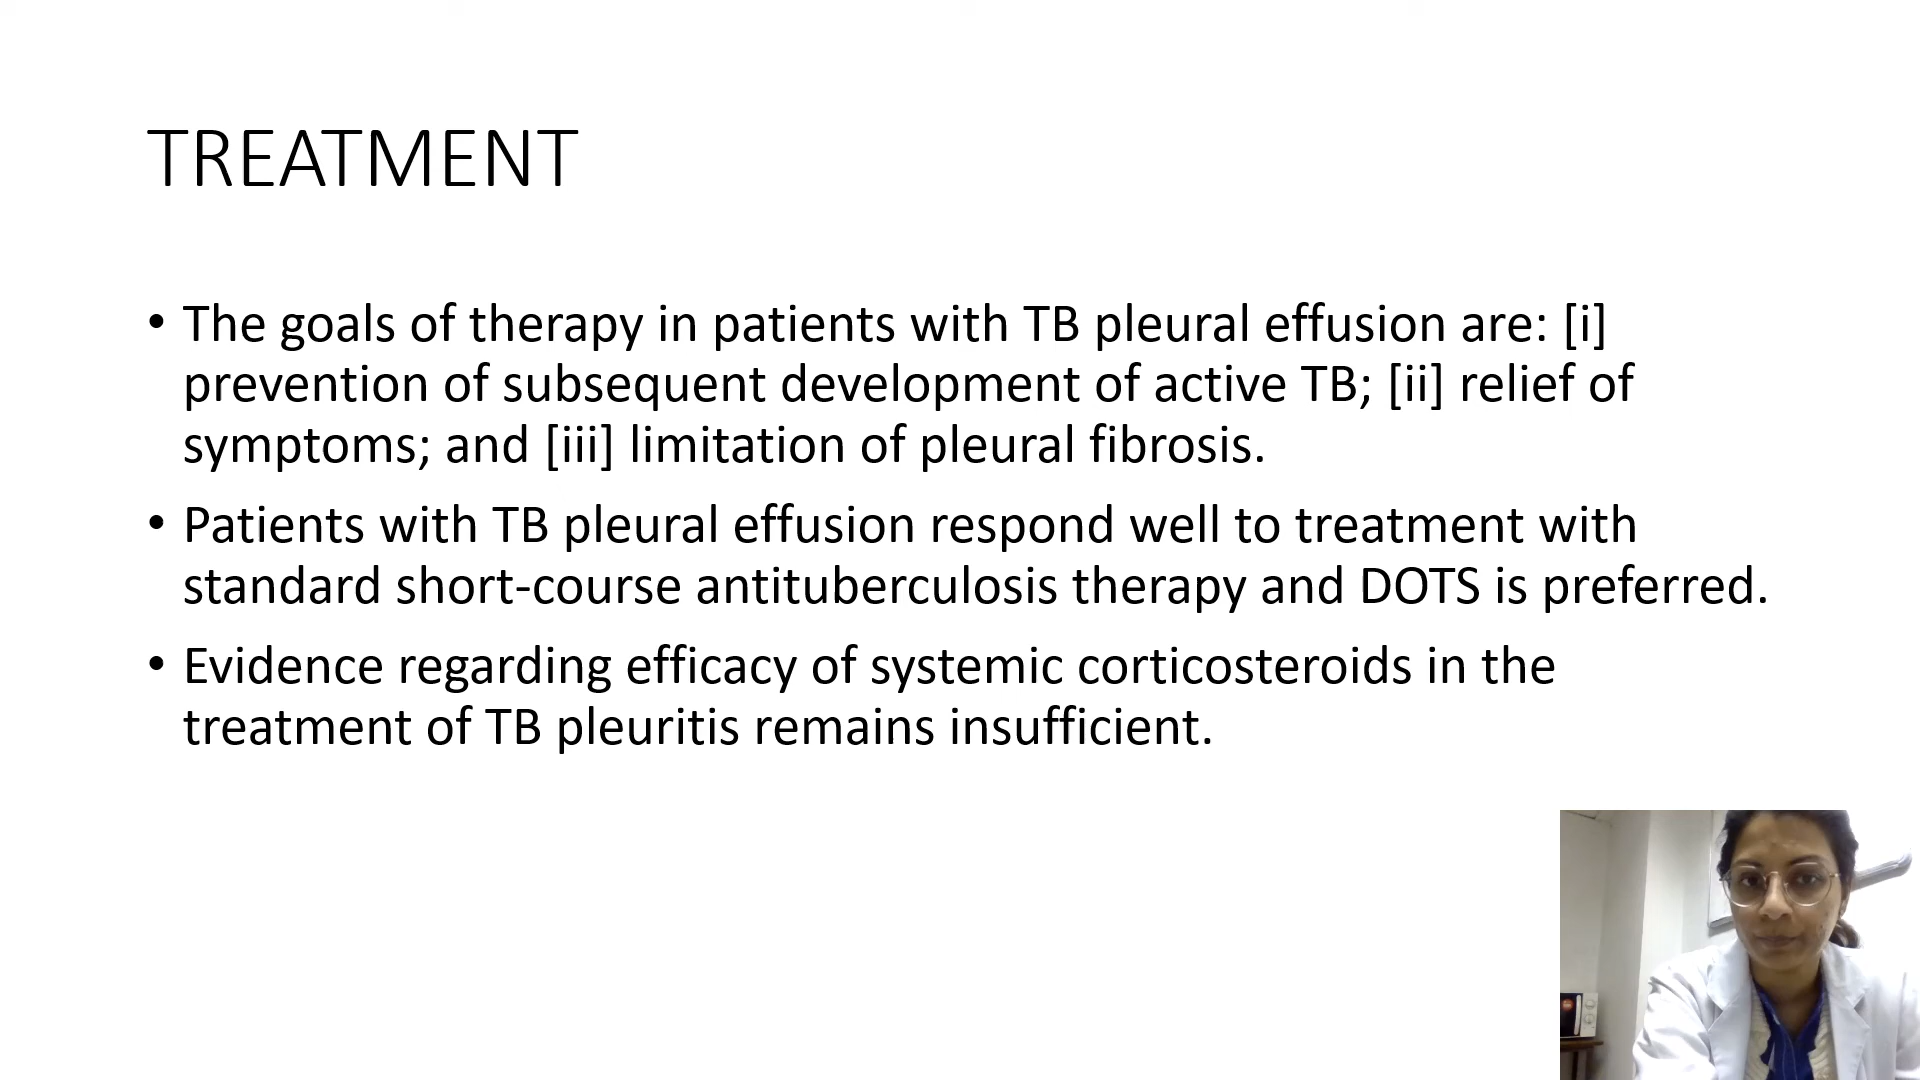 TREATMENT
• The goals of therapy in patients with TB pleural effusion are: [i]
prevention of subsequent development of active TB; [ii] relief of
symptoms; and [iii] limitation of pleural fibrosis.
• Patients with TB pleural effusion respond well to treatment with
standard short-course antituberculosis therapy and DOTS is preferred.
• Evidence regarding efficacy of systemic corticosteroids in the
treatment of TB pleuritis remains insufficient.